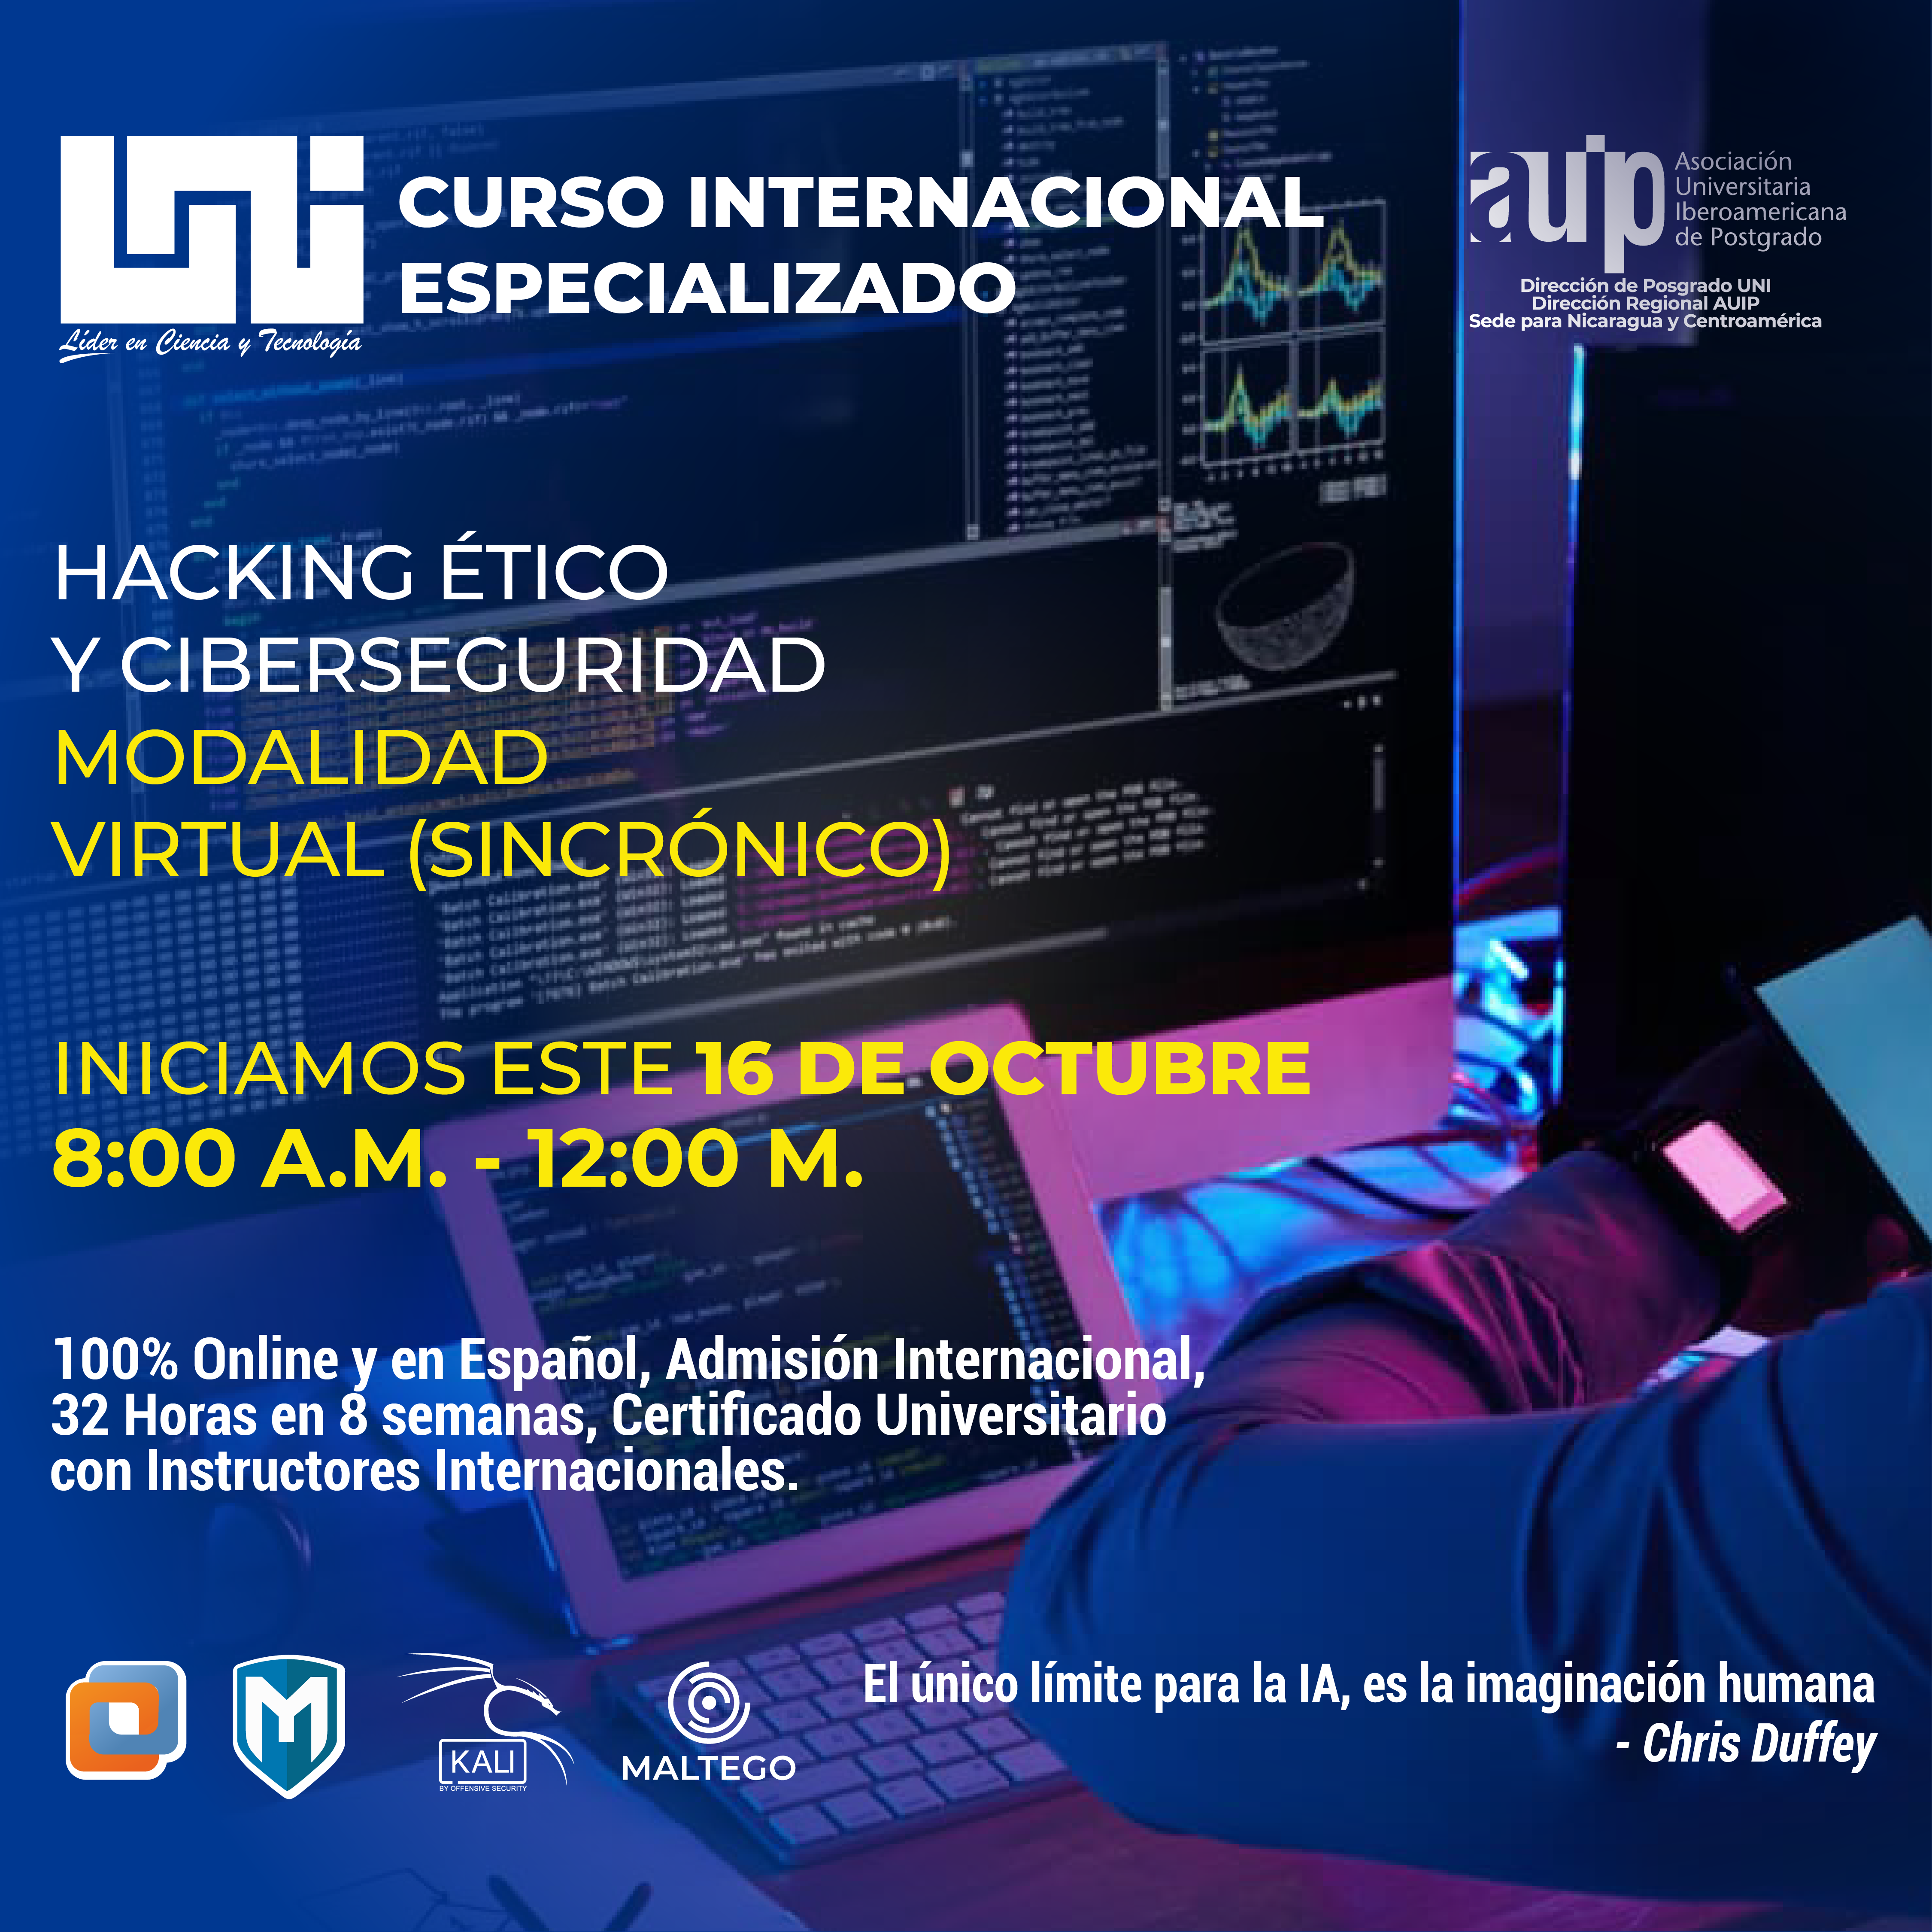 UNI
Líder en Ciencia y Tecnología
CURSO INTERNACIONAL
ESPECIALIZADO
auip
Asociación
Universitaria
Iberoamericana
de Postgrado
Dirección de Posgrado UNI
Dirección Regional AUIP
Sede para Nicaragua y Centroamérica
HACKING ÉTICO
Y CIBERSEGURIDAD
MODALIDAD
VIRTUAL (SINCRÓNICO)
INICIAMOS ESTE 16 DE OCTUBRE
8:00 A.M. - 12:00 M.
100% Online y en Español, Admisión Internacional,
32 Horas en 8 semanas, Certificado Universitario
con Instructores Internacionales.
M
KALI
BY OFFENSIVE SECURITY
MALTEGO
El único límite para la IA, es la imaginación humana
- Chris Duffey